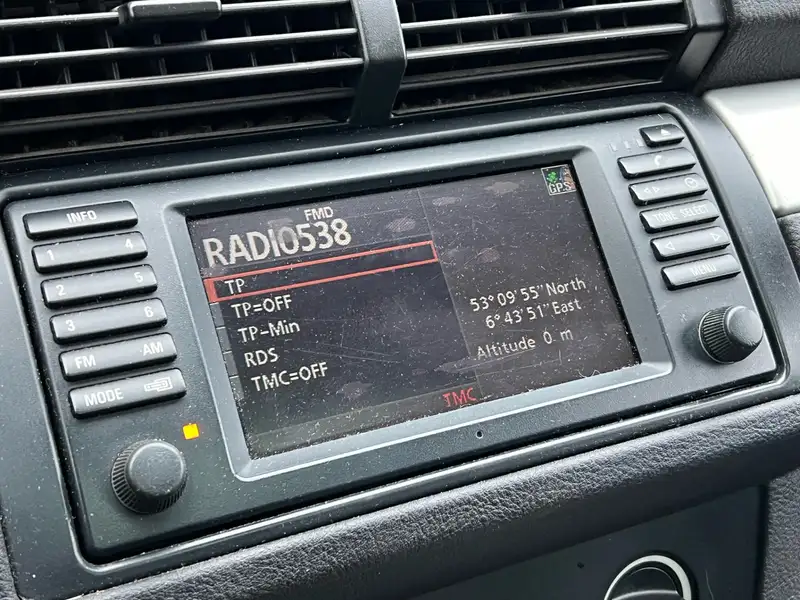 INFO
1 4
2 5
3 6
FM AM
MODE
FMD
RADIO538
TP
TP=OFF
TP-Min
RDS
TMC=OFF
GPS
53°09'55"North
6°43'51"East
Altitude 0 m
TMC
TONE SELECT
MENU